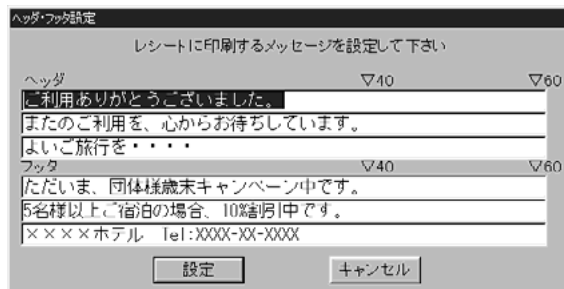 ヘッダ・フッタ設定
レシートに印刷するメッセージを設定して下さい
ヘッダ ▽40 ▽60
ご利用ありがとうございました。
またのご利用を、心からお待ちしています。
よいご旅行を・・・・
フッタ ▽40 ▽60
ただいま、団体様歳末キャンペーン中です。
5名様以上ご宿泊の場合、10%割引中です。
××××ホテル Tel:XXXX-XX-XXXX
設定 キャンセル